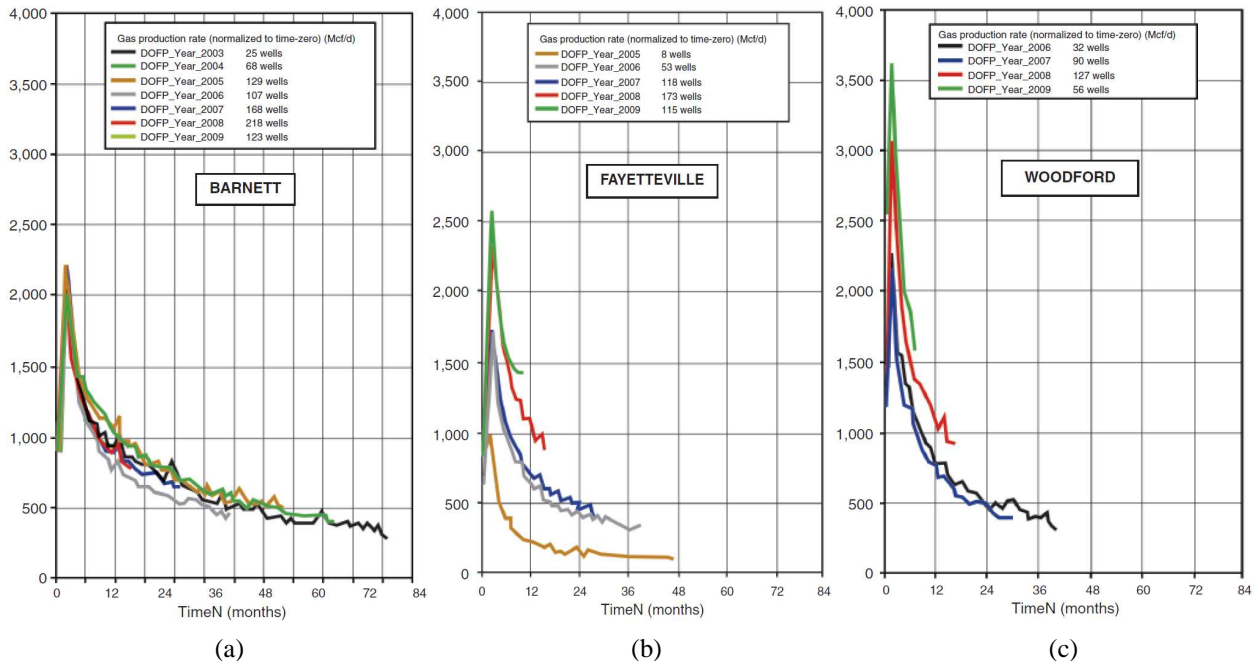 4,000
3,500
3,000
2,500
2,000
1,500
1,000
500
0
Gas production rate (normalized to time-zero) (Mcf/d)
DOFP_Year_2003 25 wells
DOFP_Year_2004 68 wells
DOFP_Year_2005 129 wells
DOFP_Year_2006 107 wells
DOFP_Year_2007 168 wells
DOFP_Year_2008 218 wells
DOFP_Year_2009 123 wells
BARNETT
0 12 24 36 48 60 72 84
TimeN (months)
(a)
4,000
3,500
3,000
2,500
2,000
1,500
1,000
500
0
Gas production rate (normalized to time-zero) (Mcf/d)
DOFP_Year_2005 8 wells
DOFP_Year_2006 53 wells
DOFP_Year_2007 118 wells
DOFP_Year_2008 173 wells
DOFP_Year_2009 115 wells
FAYETTEVILLE
0 12 24 36 48 60 72 84
TimeN (months)
(b)
4,000
3,500
3,000
2,500
2,000
1,500
1,000
500
0
Gas production rate (normalized to time-zero) (Mcf/d)
DOFP_Year_2006 32 wells
DOFP_Year_2007 90 wells
DOFP_Year_2008 127 wells
DOFP_Year_2009 56 wells
WOODFORD
0 12 24 36 48 60 72 84
TimeN (months)
(c)